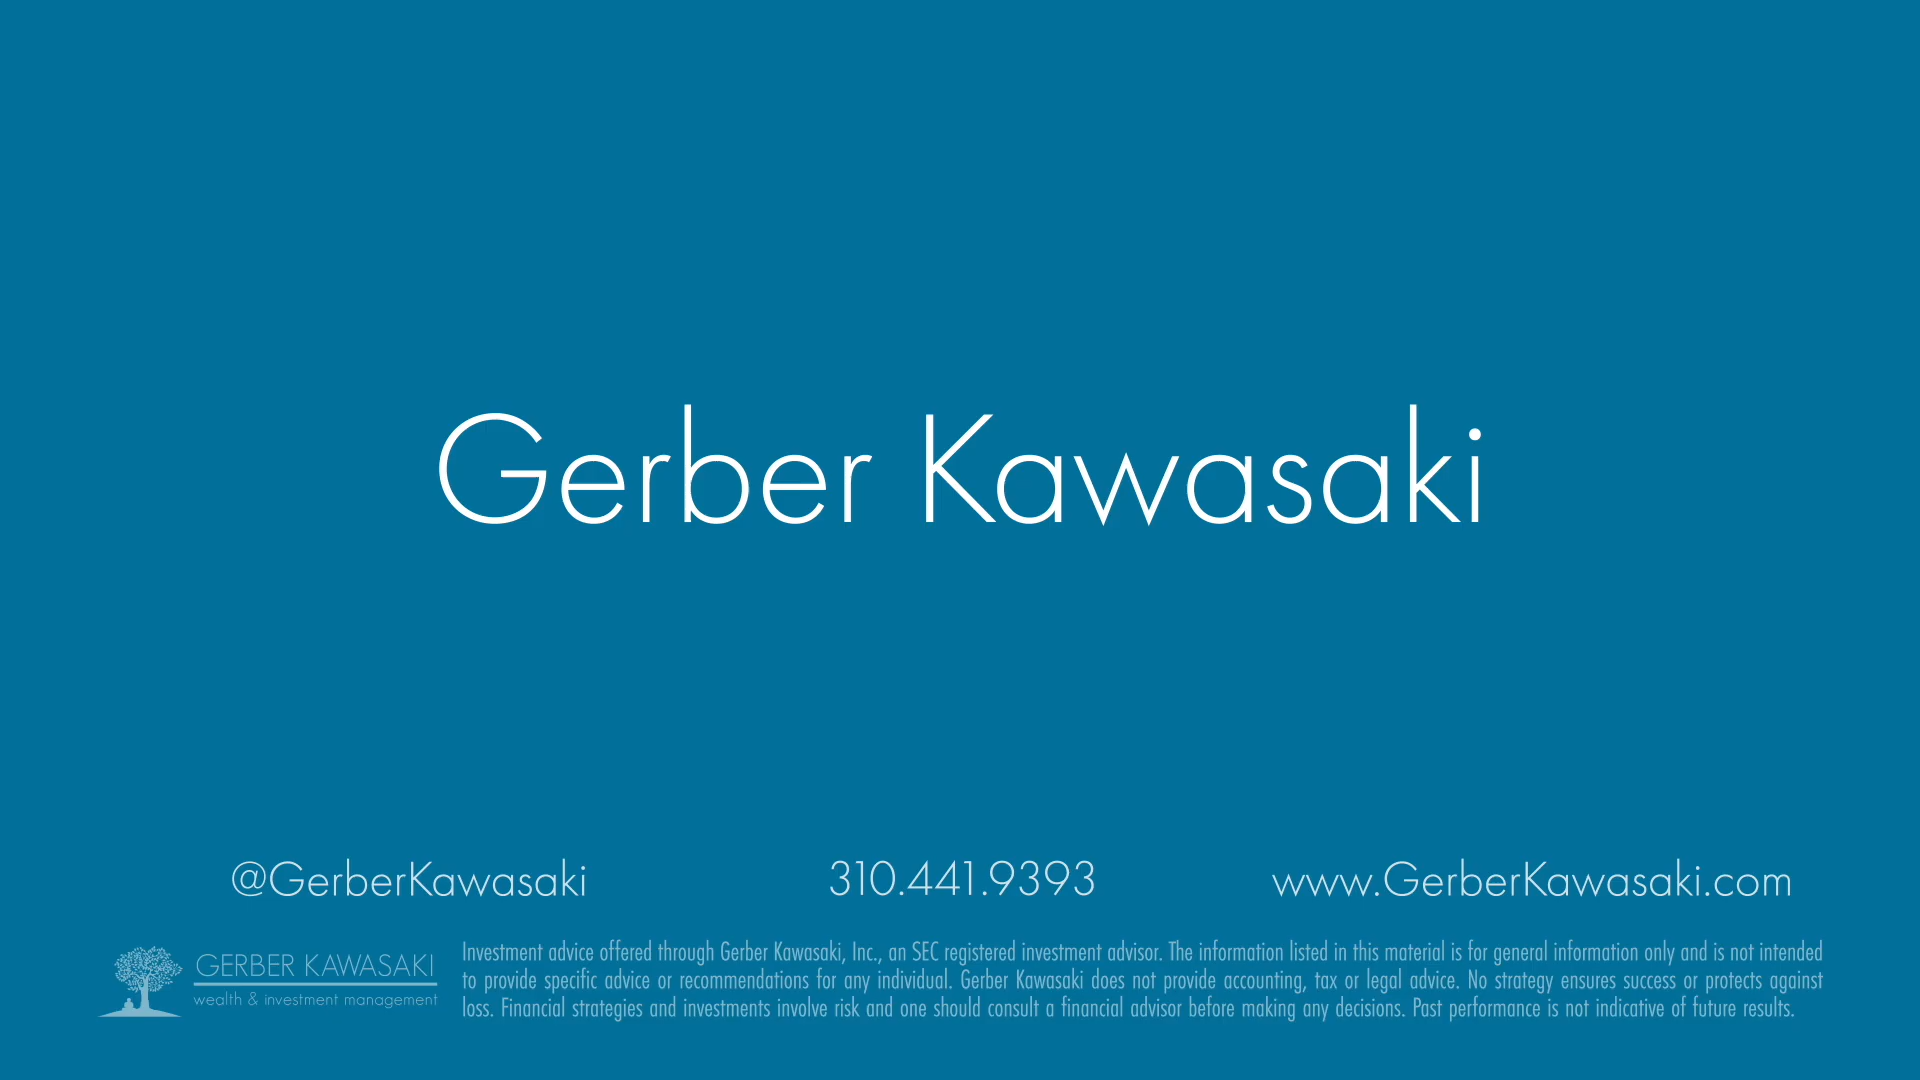 Gerber Kawasaki
@GerberKawasaki
310.441.9393
www.GerberKawasaki.com
GERBER KAWASAKI
wealth & investment management
Investment advice offered through Gerber Kawasaki, Inc., an SEC registered investment advisor. The information listed in this material is for general information only and is not intended
to provide specific advice or recommendations for any individual. Gerber Kawasaki does not provide accounting, tax or legal advice. No strategy ensures success or protects against
loss. Financial strategies and investments involve risk and one should consult a financial advisor before making any decisions. Past performance is not indicative of future results.